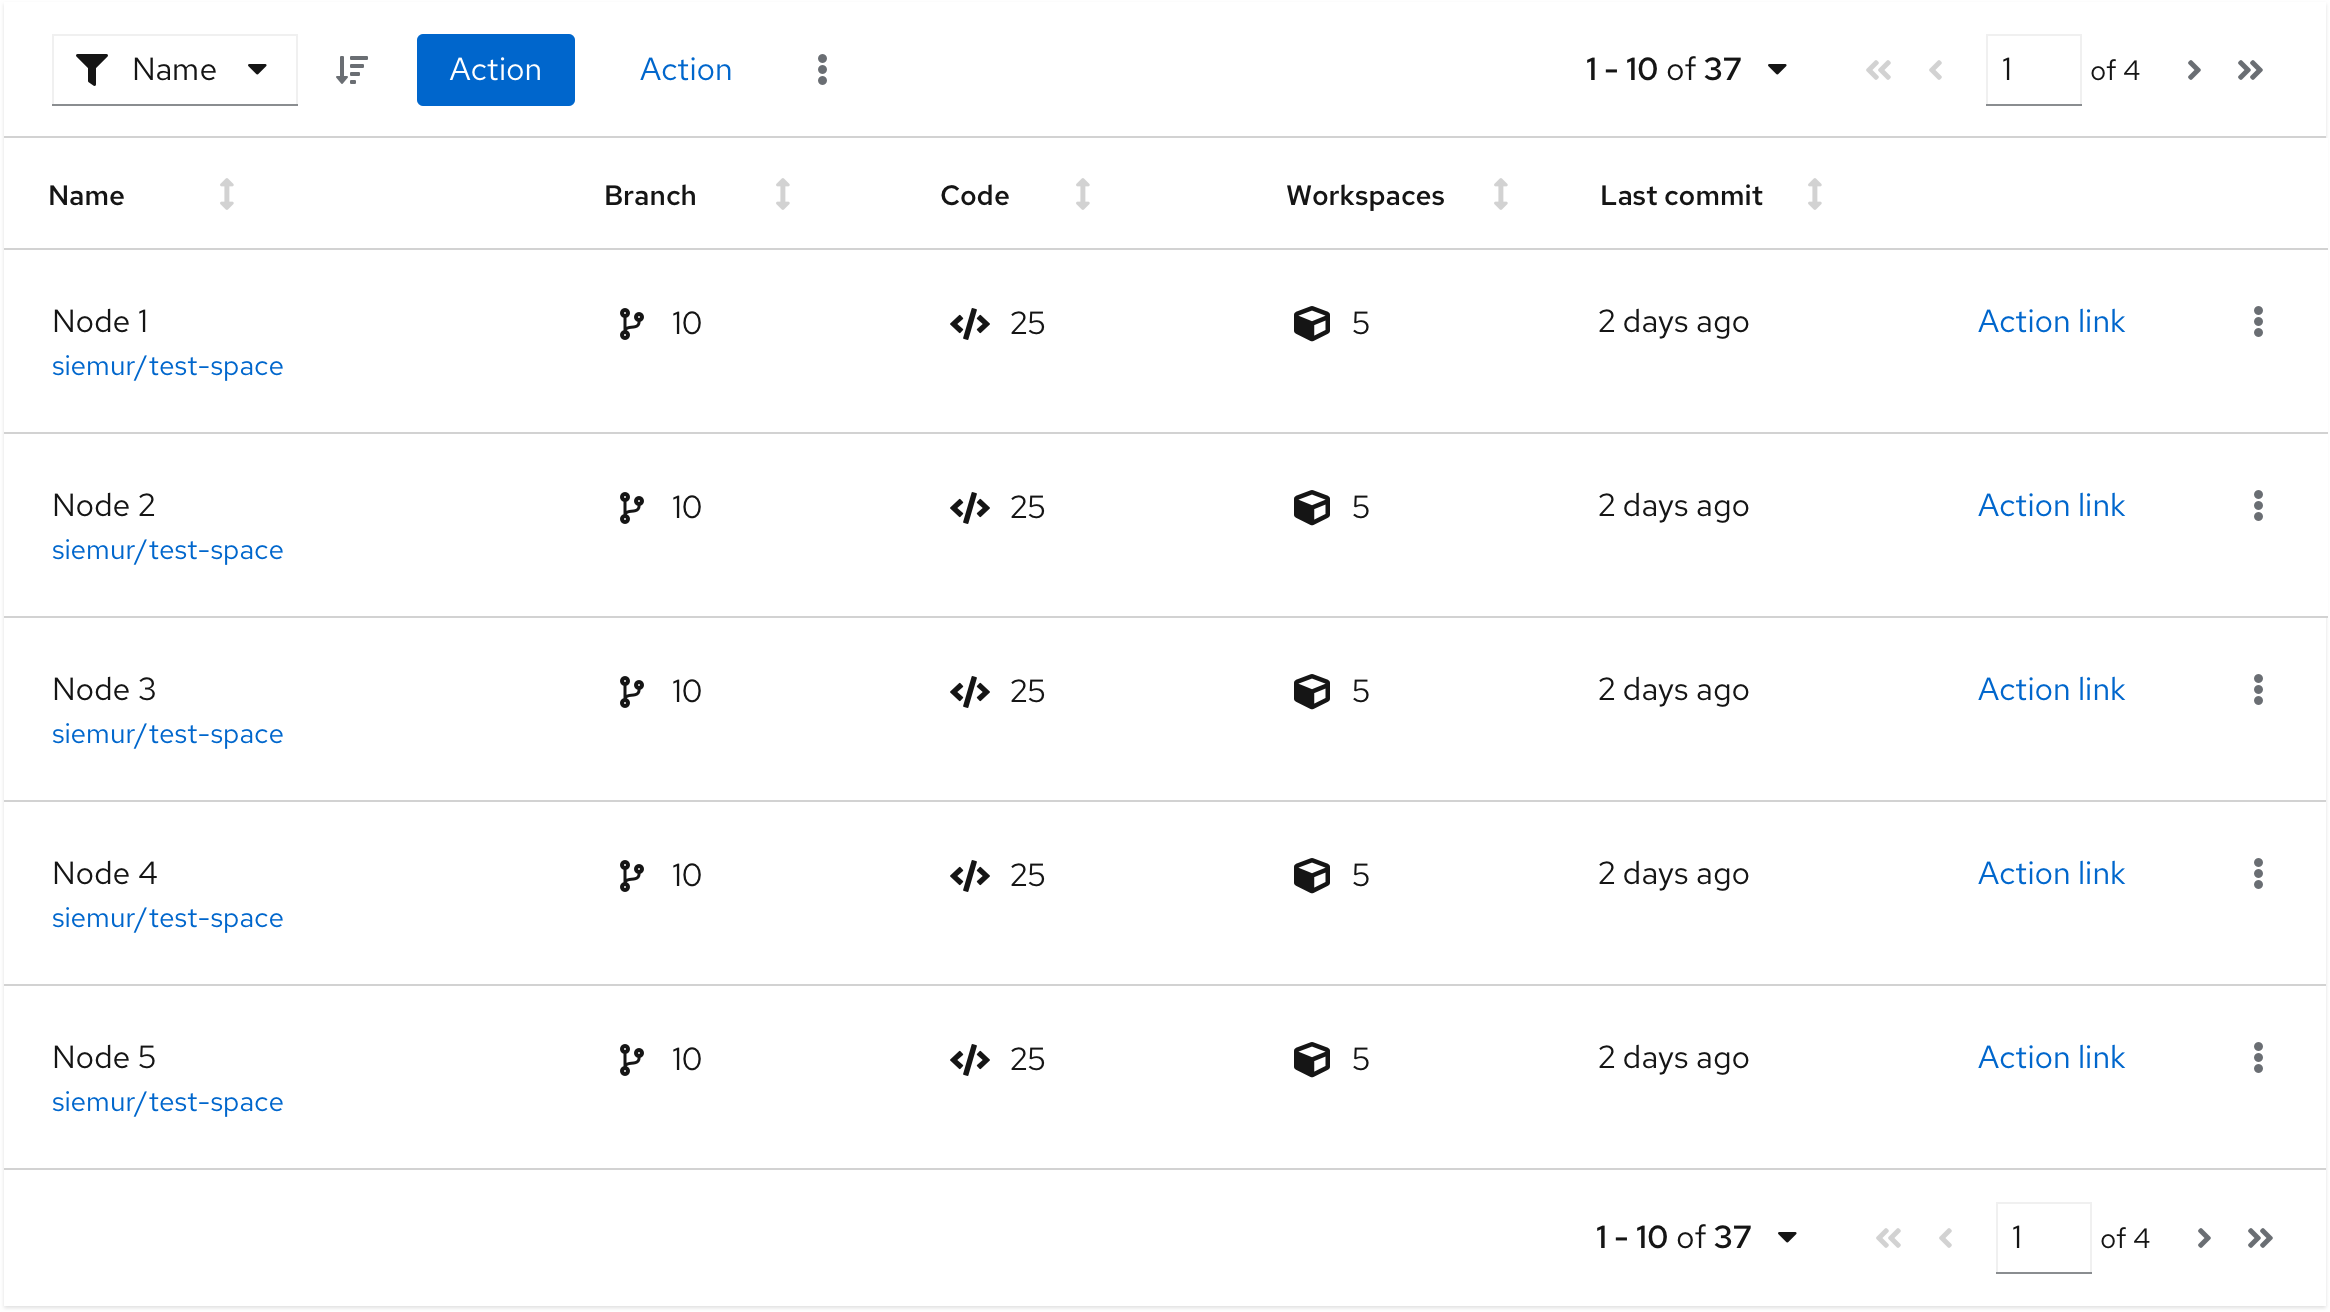 Name Action Action 1 - 10 of 37 1 of 4
Name Branch Code Workspaces Last commit
Node 1 10 25 5 2 days ago Action link
siemur/test-space
Node 2 10 25 5 2 days ago Action link
siemur/test-space
Node 3 10 25 5 2 days ago Action link
siemur/test-space
Node 4 10 25 5 2 days ago Action link
siemur/test-space
Node 5 10 25 5 2 days ago Action link
siemur/test-space
1 - 10 of 37 1 of 4